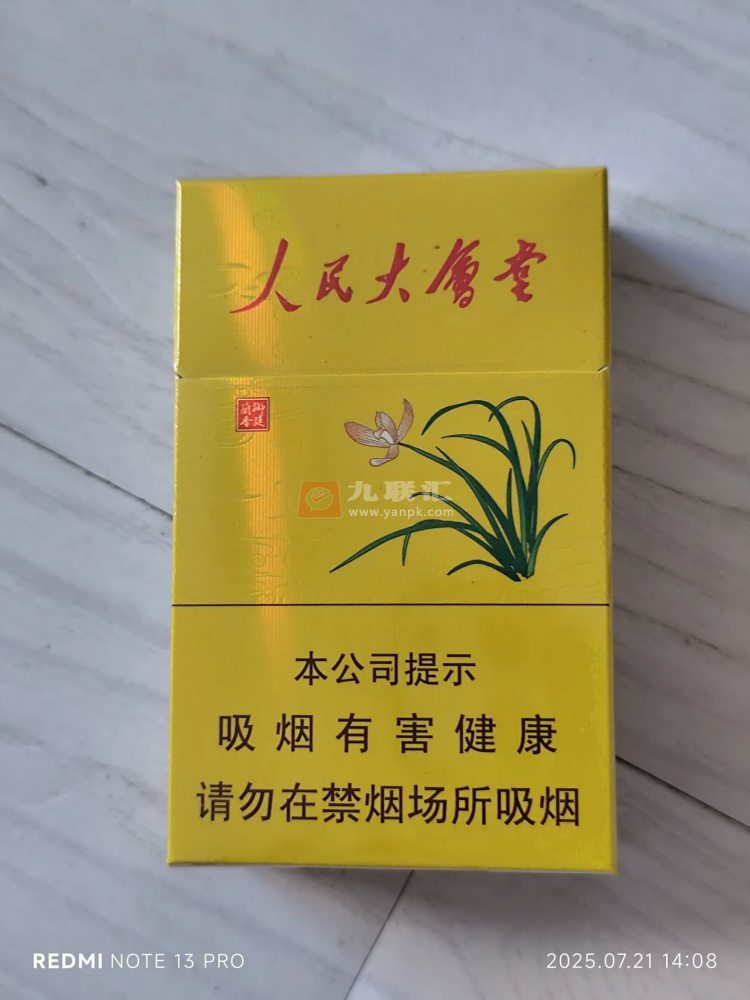 人民大會堂
御庭
蘭香
九联汇
www.yanpk.com
本公司提示
吸烟有害健康
请勿在禁烟场所吸烟
REDMI NOTE 13 PRO
2025.07.21 14:08